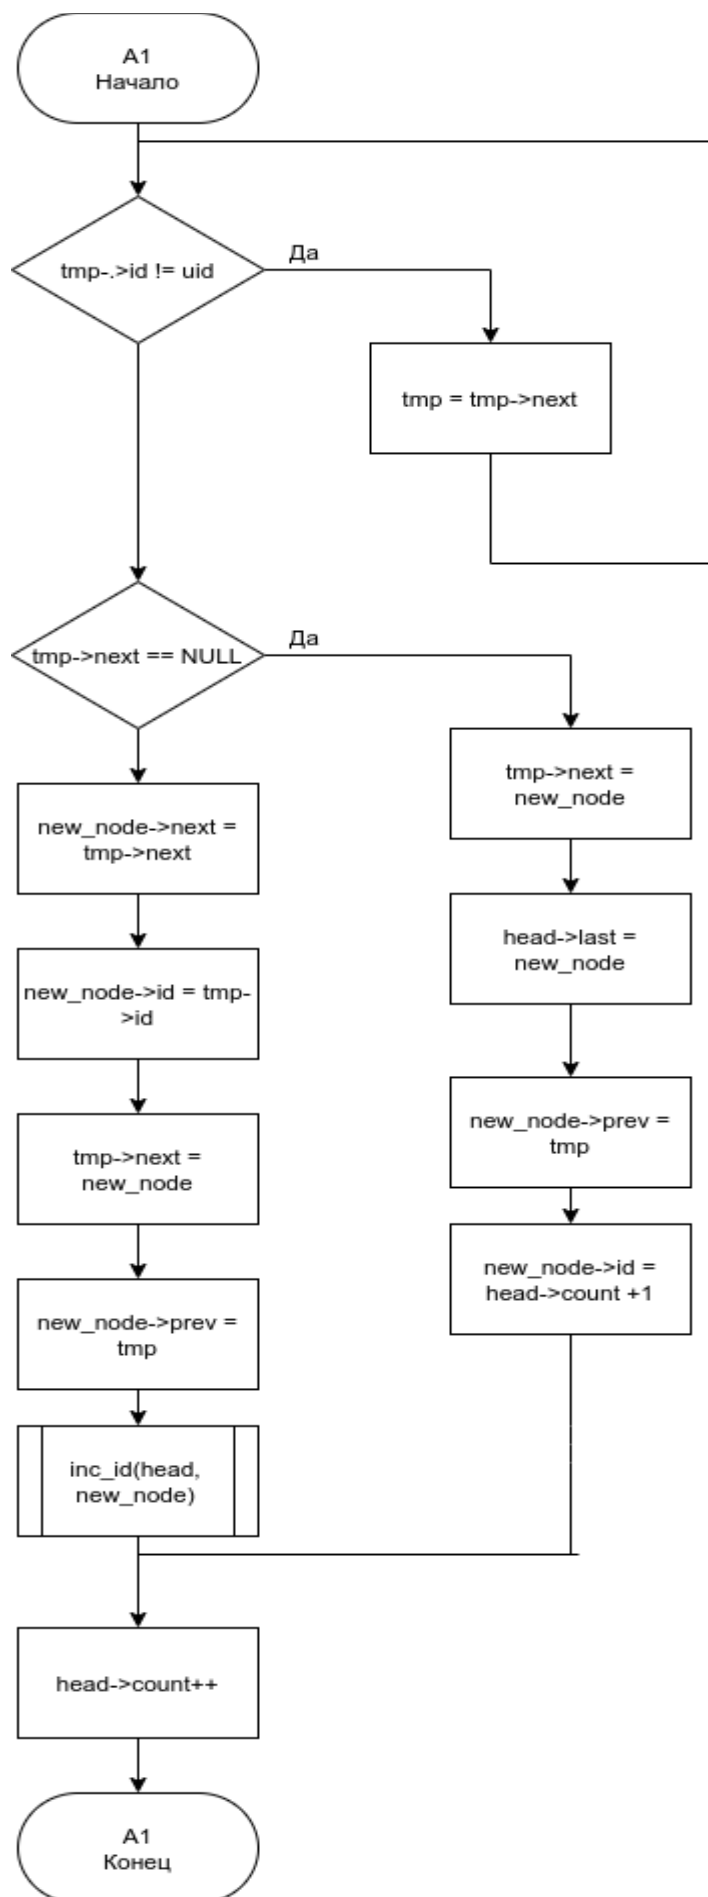 А1
Начало
tmp-.>id != uid
Да
tmp = tmp->next
tmp->next == NULL
Да
new_node->next =
tmp->next
new_node->id = tmp-
>id
tmp->next =
new_node
new_node->prev =
tmp
inc_id(head,
new_node)
tmp->next =
new_node
head->last =
new_node
new_node->prev =
tmp
new_node->id =
head->count +1
head->count++
А1
Конец